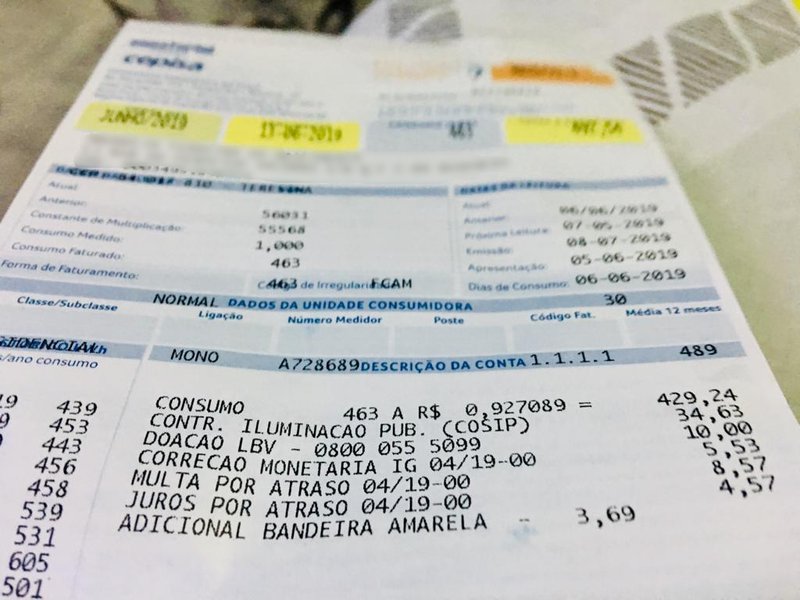 cepisa
JUNHO/2019 13-06-2019 463
TERESINA
Atual: 56031
Anterior: 55568
Constante de Multiplicação: 1,000
Consumo Medido: 463
Consumo Faturado: 463 FCAM
Forma de Faturamento: NORMAL
Atual: 06/06/2019
Anterior: 07-05-2019
Próxima Leitura: 08-07-2019
Emissão: 05-06-2019
Apresentação: 06-06-2019
Dias de Consumo: 30
DADOS DA UNIDADE CONSUMIDORA
Classe/Subclasse Ligação Número Medidor Poste Código Fat. Média 12 meses
MONO A728689 1.1.1.1 489
DESCRIÇÃO DA CONTA
/ano consumo
439
453
443
456
458
539
531
605
501
CONSUMO 463 A R$ 0,927089 = 429,24
CONTR. ILUMINACAO PUB. (COSIP) 34,63
DOACAO LBV - 0800 055 5099 10,00
CORRECAO MONETARIA IG 04/19-00 5,53
MULTA POR ATRASO 04/19-00 8,57
JUROS POR ATRASO 04/19-00 4,57
ADICIONAL BANDEIRA AMARELA - 3,69